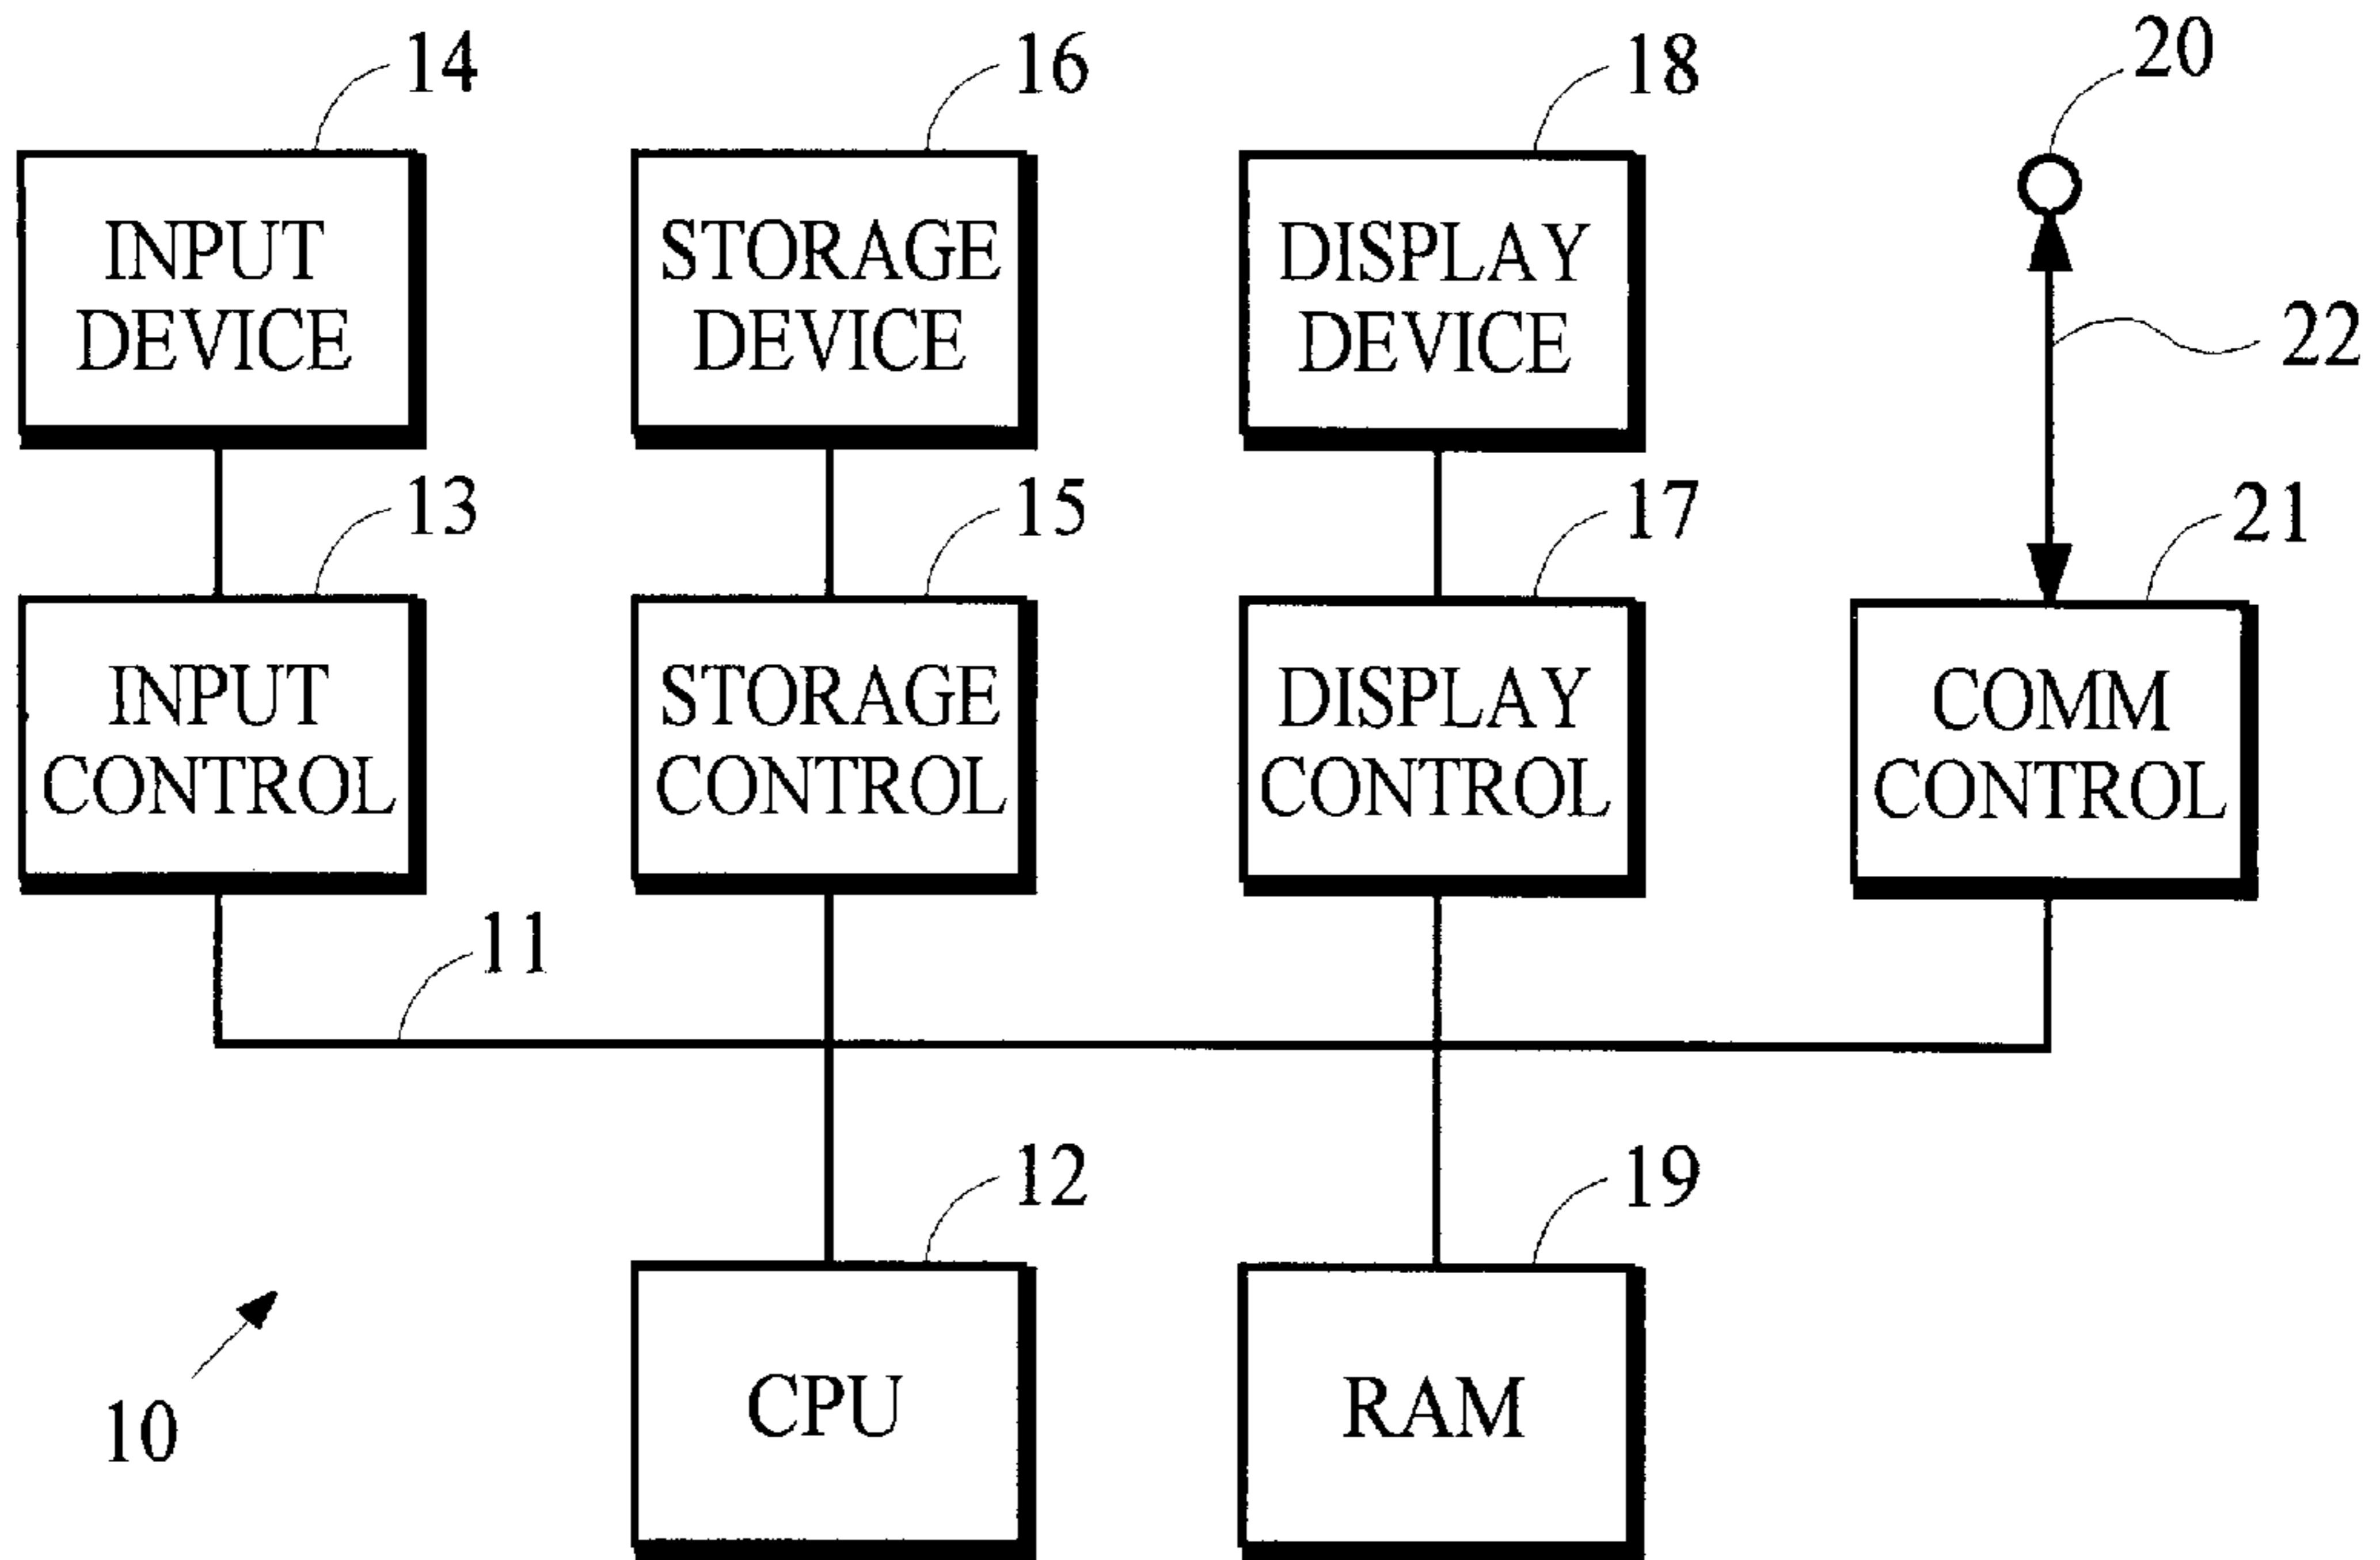 14
16
18
20
INPUT
DEVICE
STORAGE
DEVICE
DISPLAY
DEVICE
22
13
15
17
21
INPUT
CONTROL
STORAGE
CONTROL
DISPLAY
CONTROL
COMM
CONTROL
11
12
19
10
CPU
RAM